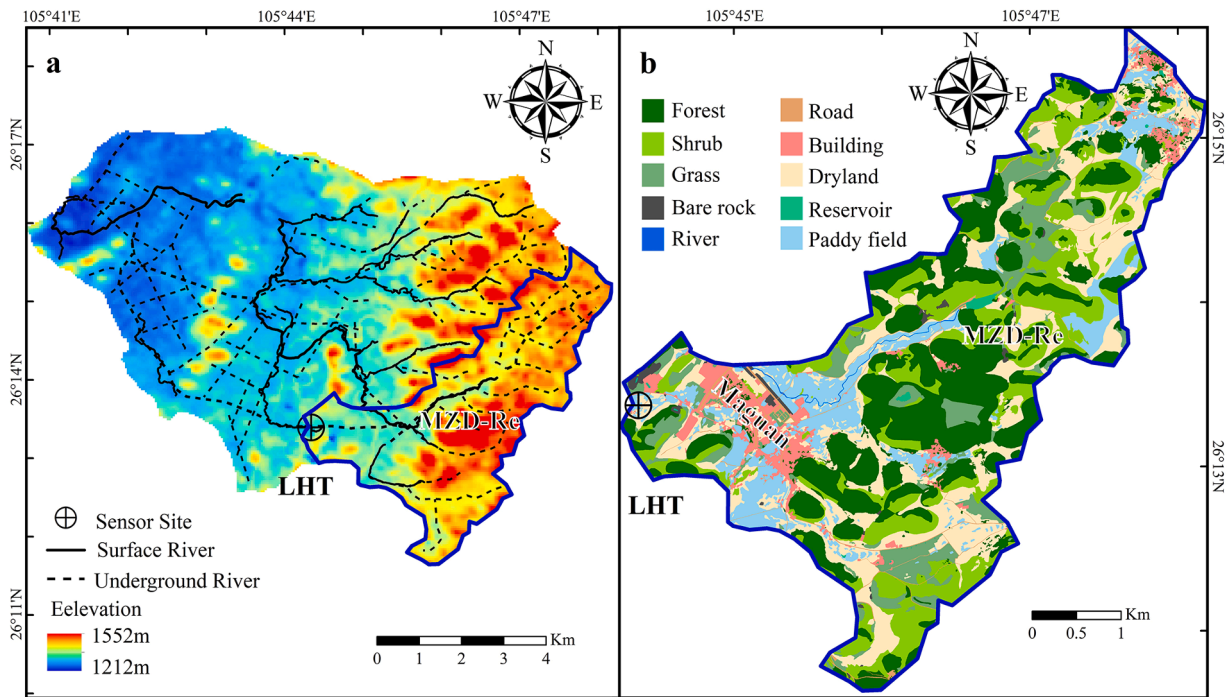 105°41'E
105°44'E
105°47'E
105°45'E
105°47'E
a
N
W
E
S
26°17'N
26°14'N
26°11'N
MZD-Re
LHT
Sensor Site
Surface River
Underground River
Eelevation
1552m
1212m
Km
0 1 2 3 4
b
N
W
E
S
Forest
Shrub
Grass
Bare rock
River
Road
Building
Dryland
Reservoir
Paddy field
26°15'N
26°13'N
MZD-Re
Maguan
LHT
Km
0 0.5 1